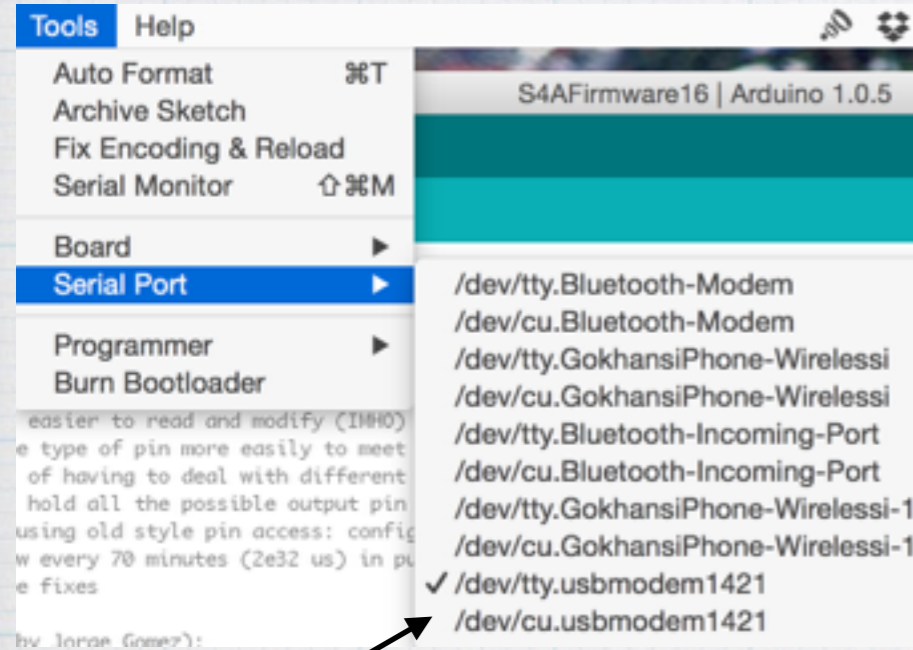 Tools Help
Auto Format ⌘T
Archive Sketch
Fix Encoding & Reload
Serial Monitor ⇧⌘M
Board ▶
Serial Port ▶
Programmer ▶
Burn Bootloader
S4AFirmware16 | Arduino 1.0.5
/dev/tty.Bluetooth-Modem
/dev/cu.Bluetooth-Modem
/dev/tty.GokhansiPhone-Wirelessi
/dev/cu.GokhansiPhone-Wirelessi
/dev/tty.Bluetooth-Incoming-Port
/dev/cu.Bluetooth-Incoming-Port
/dev/tty.GokhansiPhone-Wirelessi-1
/dev/cu.GokhansiPhone-Wirelessi-1
✓ /dev/tty.usbmodem1421
/dev/cu.usbmodem1421
easier to read and modify (IMHO)
e type of pin more easily to meet
of having to deal with different
hold all the possible output pin
using old style pin access: config
w every 70 minutes (2e32 us) in pu
e fixes
by Jorge Gomez):